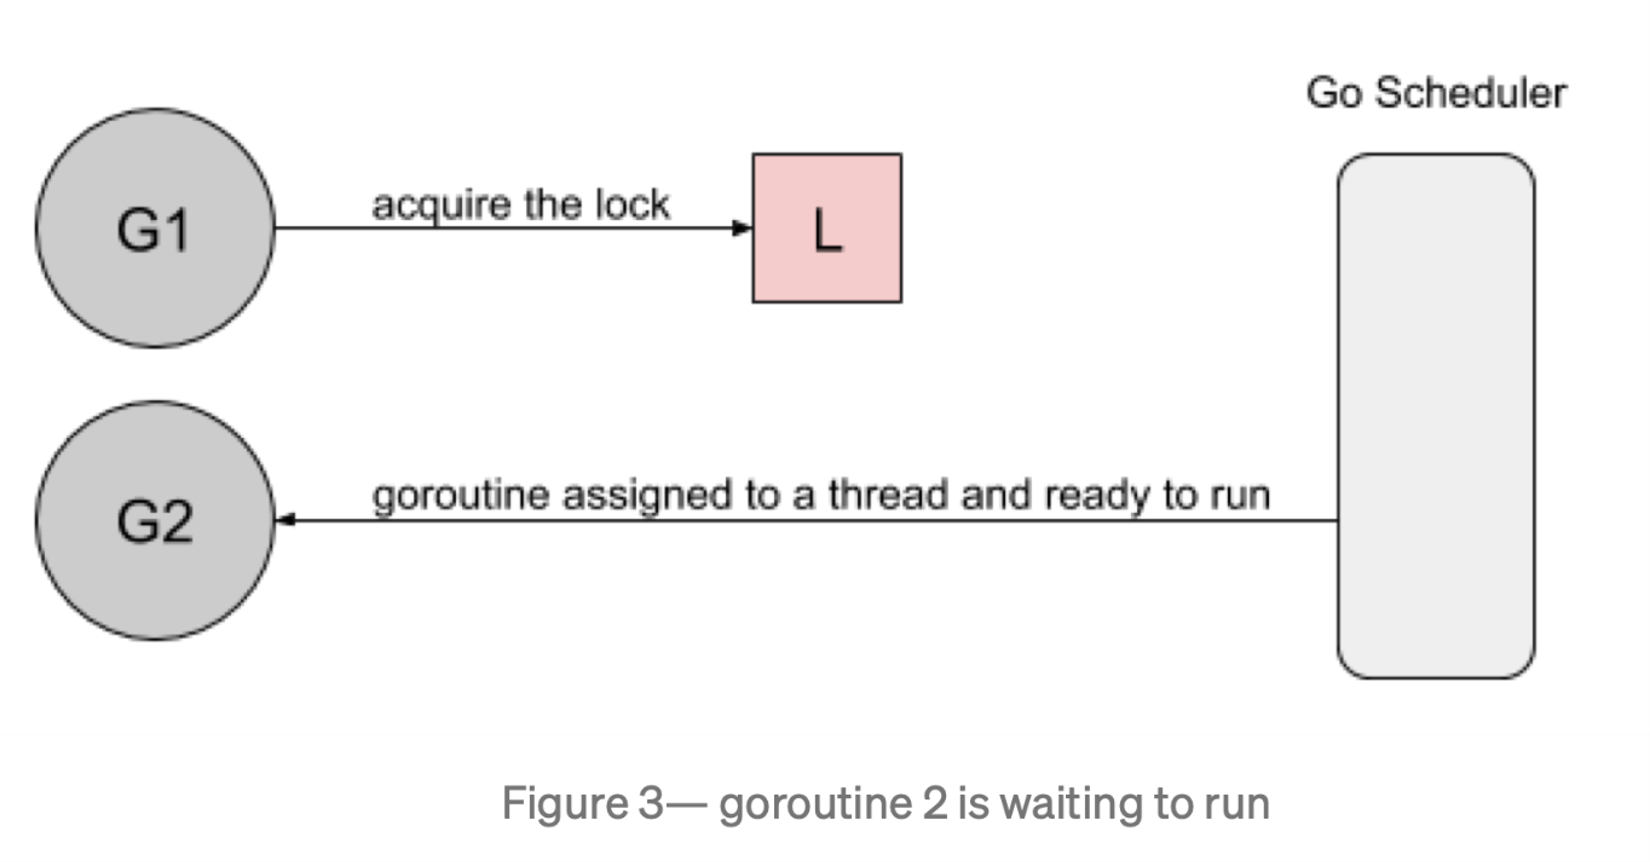 Go Scheduler
G1
acquire the lock
L
G2
goroutine assigned to a thread and ready to run
Figure 3— goroutine 2 is waiting to run